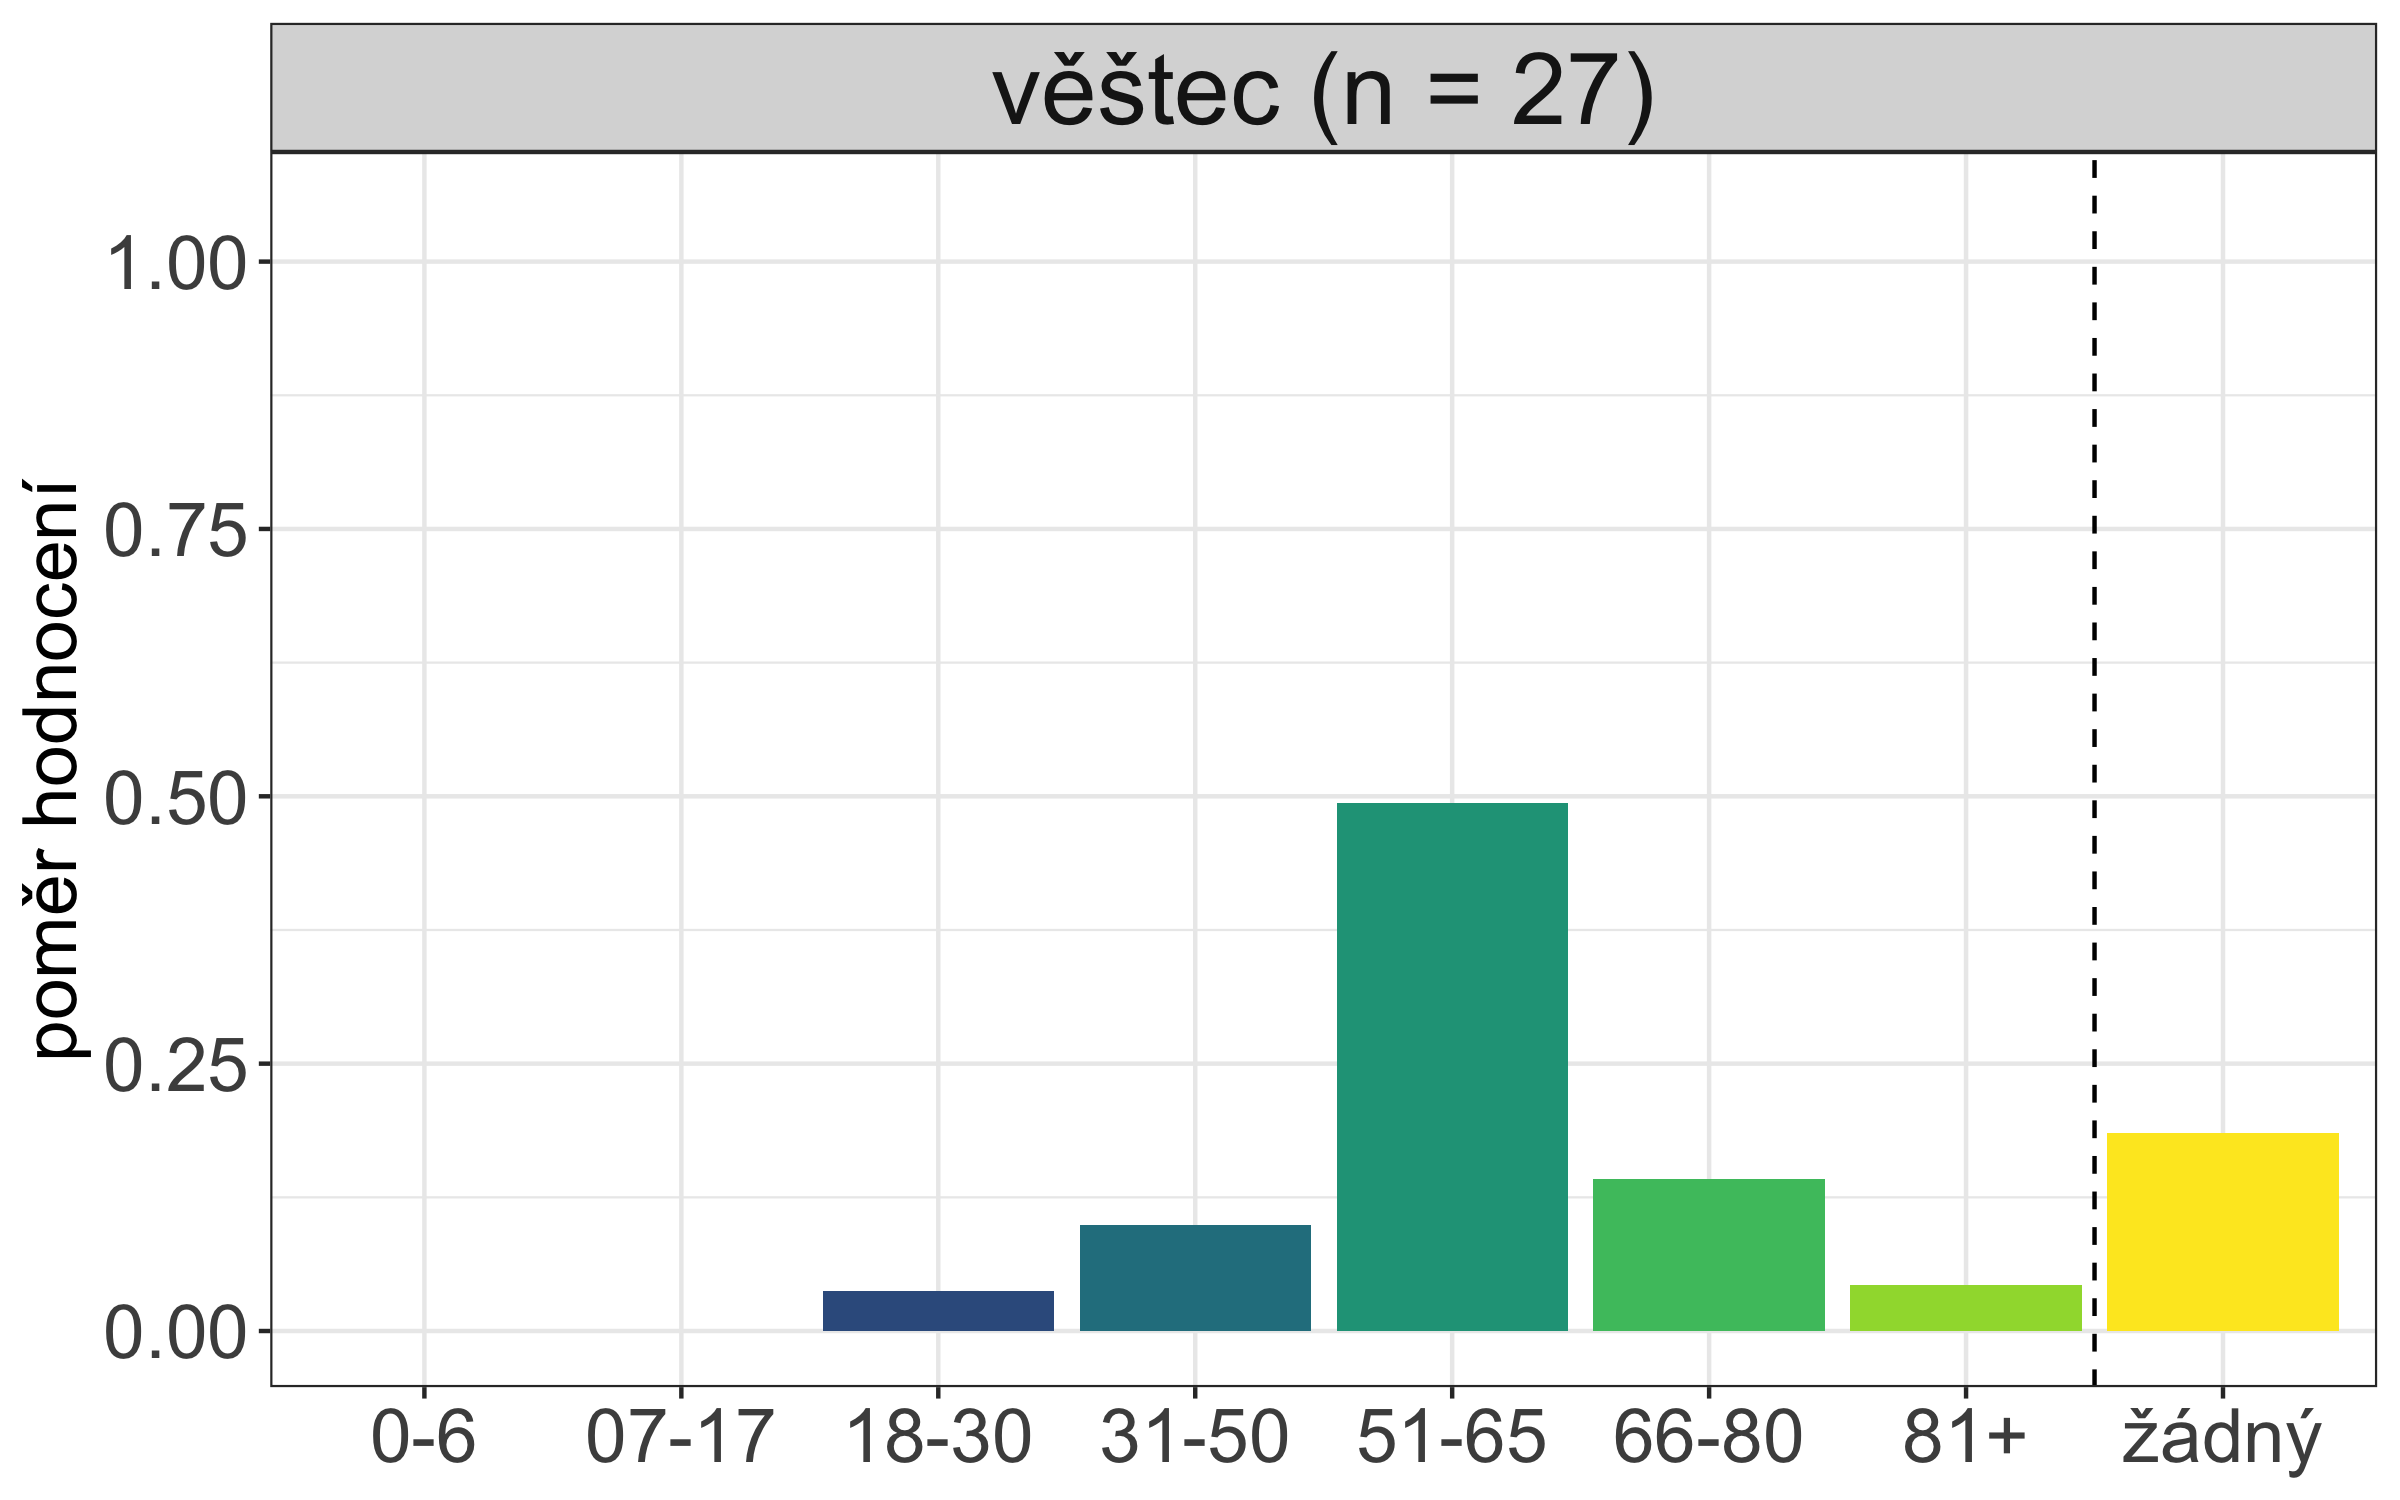 věštec (n = 27)
poměr hodnocení
1.00
0.75
0.50
0.25
0.00
0-6 07-17 18-30 31-50 51-65 66-80 81+ žádný